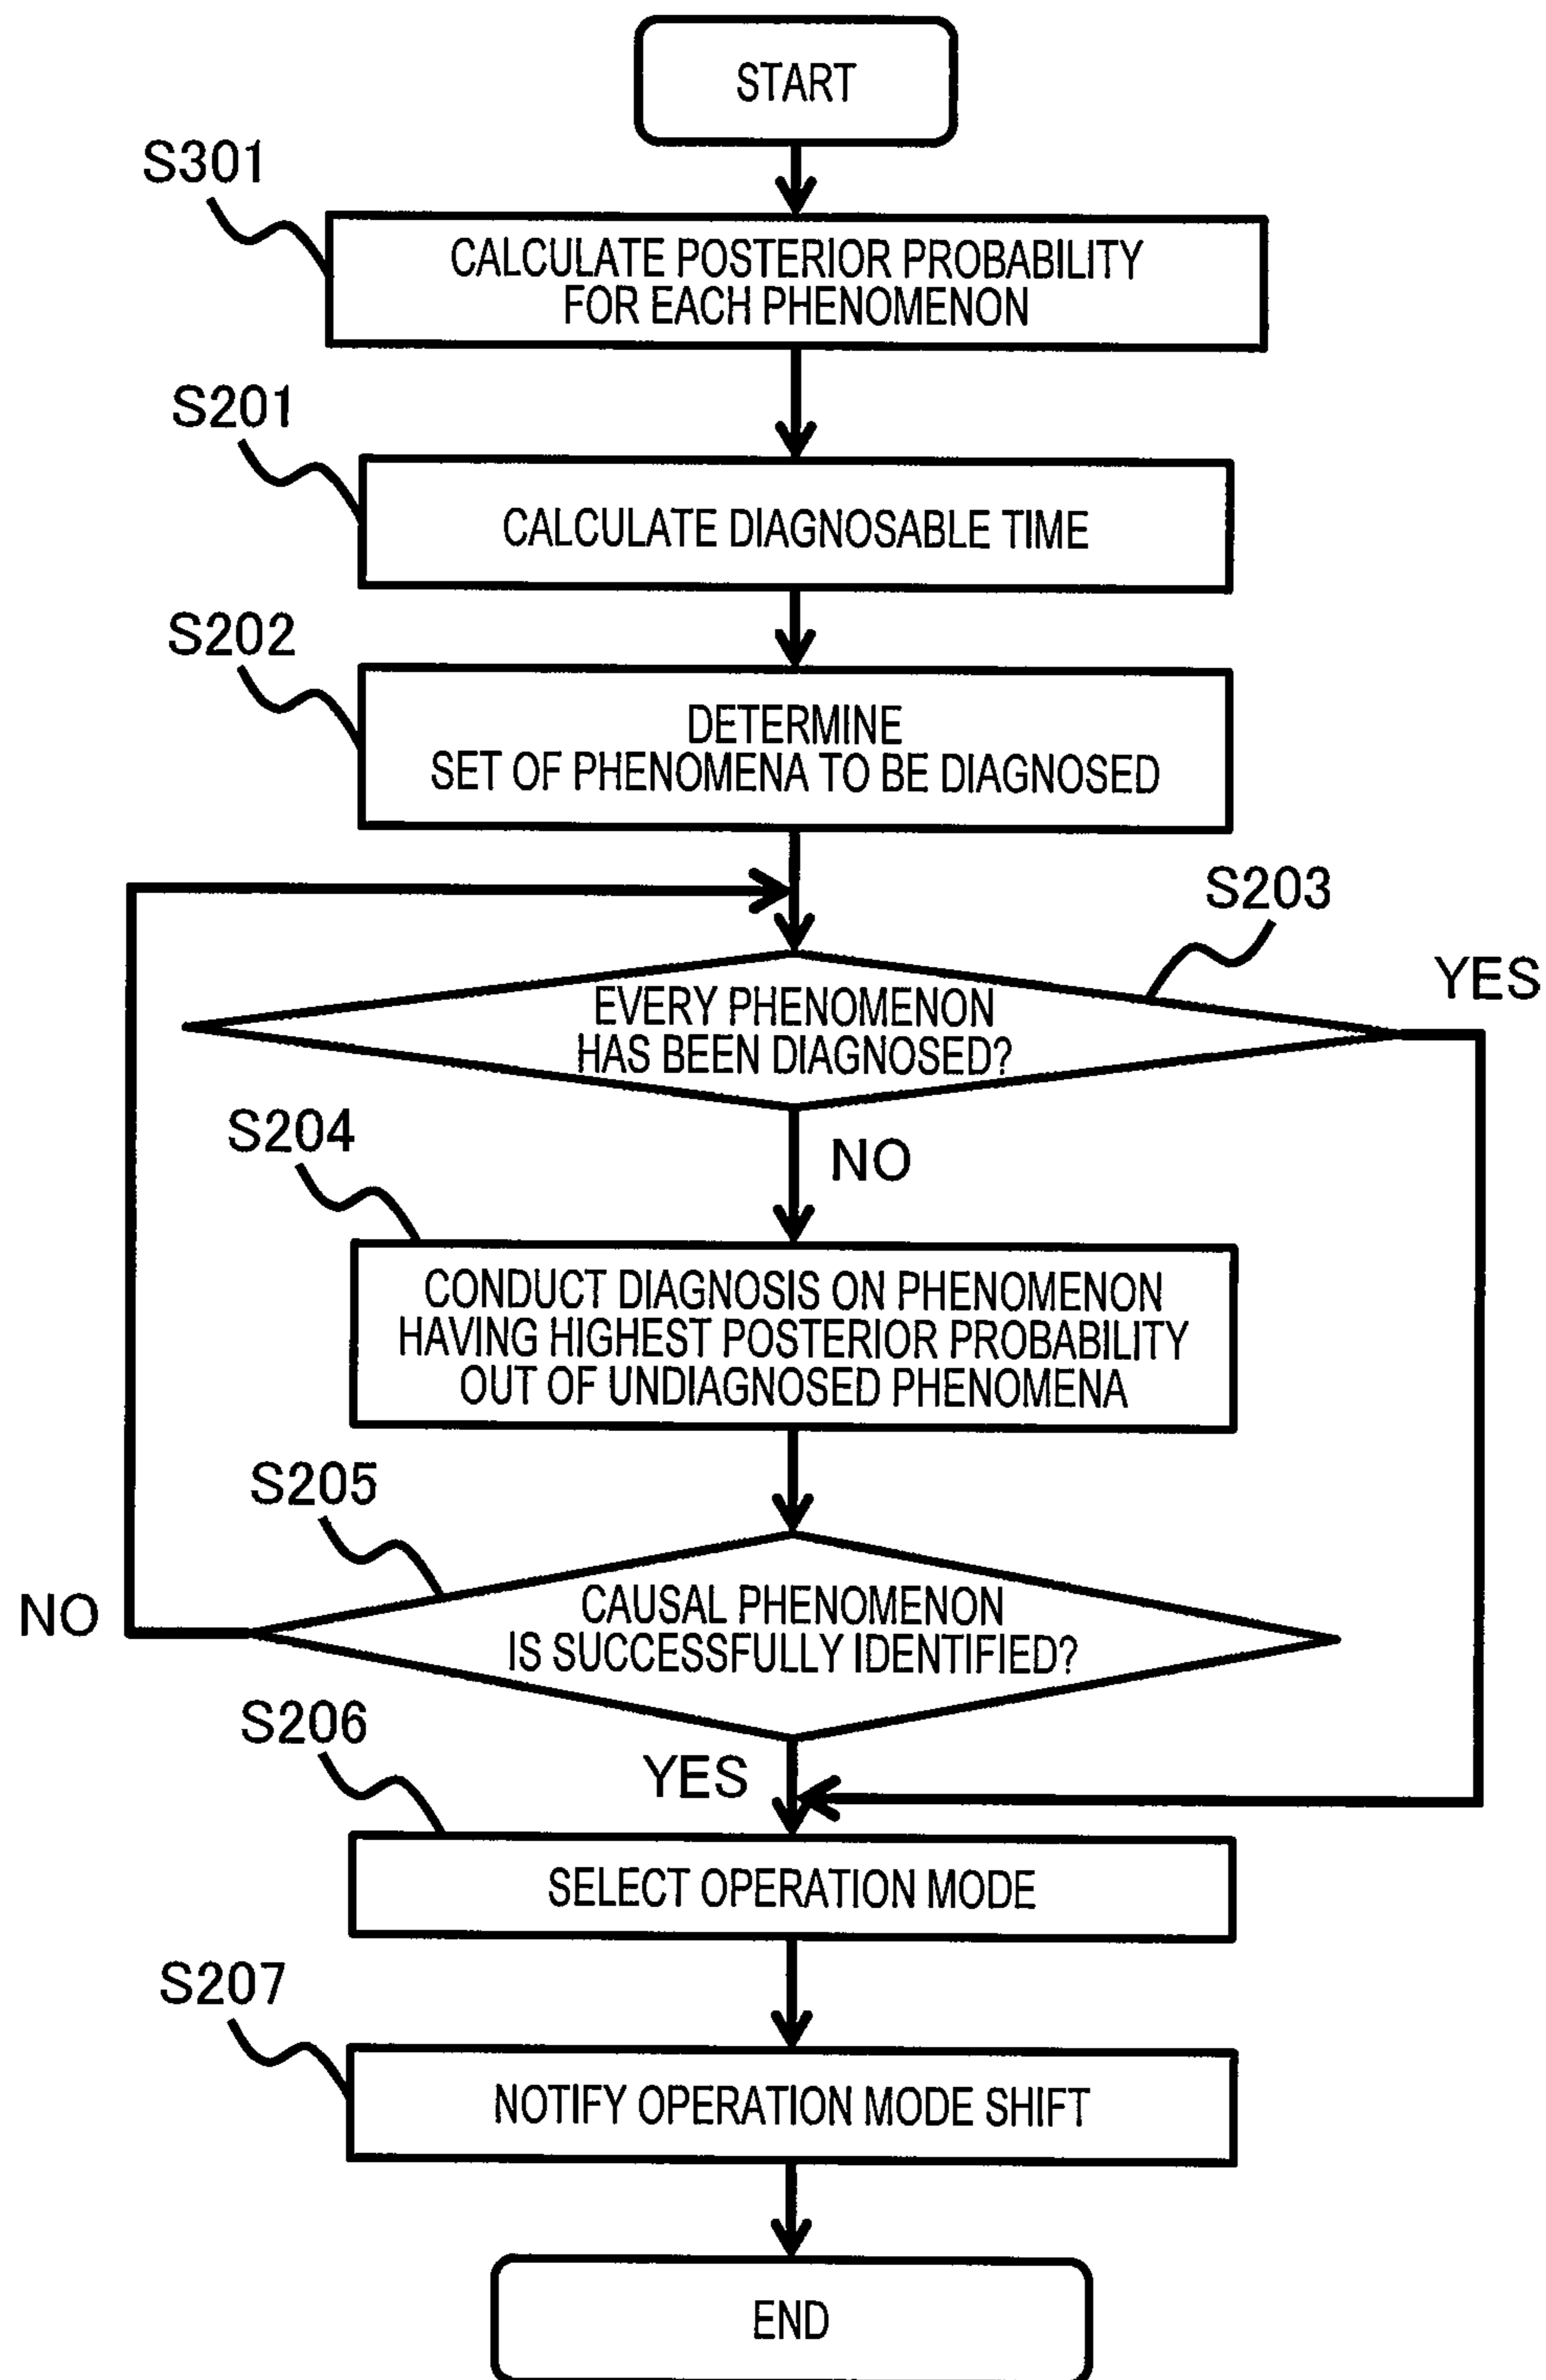 START
S301
CALCULATE POSTERIOR PROBABILITY
FOR EACH PHENOMENON
S201
CALCULATE DIAGNOSABLE TIME
S202
DETERMINE
SET OF PHENOMENA TO BE DIAGNOSED
S203
EVERY PHENOMENON
HAS BEEN DIAGNOSED?
YES
NO
S204
CONDUCT DIAGNOSIS ON PHENOMENON
HAVING HIGHEST POSTERIOR PROBABILITY
OUT OF UNDIAGNOSED PHENOMENA
S205
CAUSAL PHENOMENON
IS SUCCESSFULLY IDENTIFIED?
NO
YES
S206
SELECT OPERATION MODE
S207
NOTIFY OPERATION MODE SHIFT
END